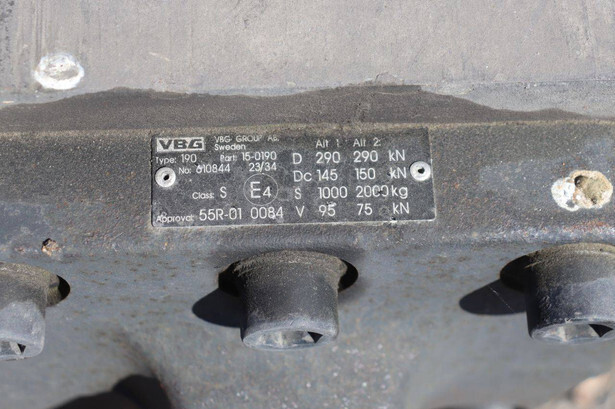 VBG VBG GROUP AB Alt 1: Alt 2:
Sweden
Type: 190 Part: 15-0190 D 290 290 kN
No: 610844 23/34 Dc 145 150 kN
Class: S E4 S 1000 2000 kg
Approval: 55R-01 0084 V 95 75 kN